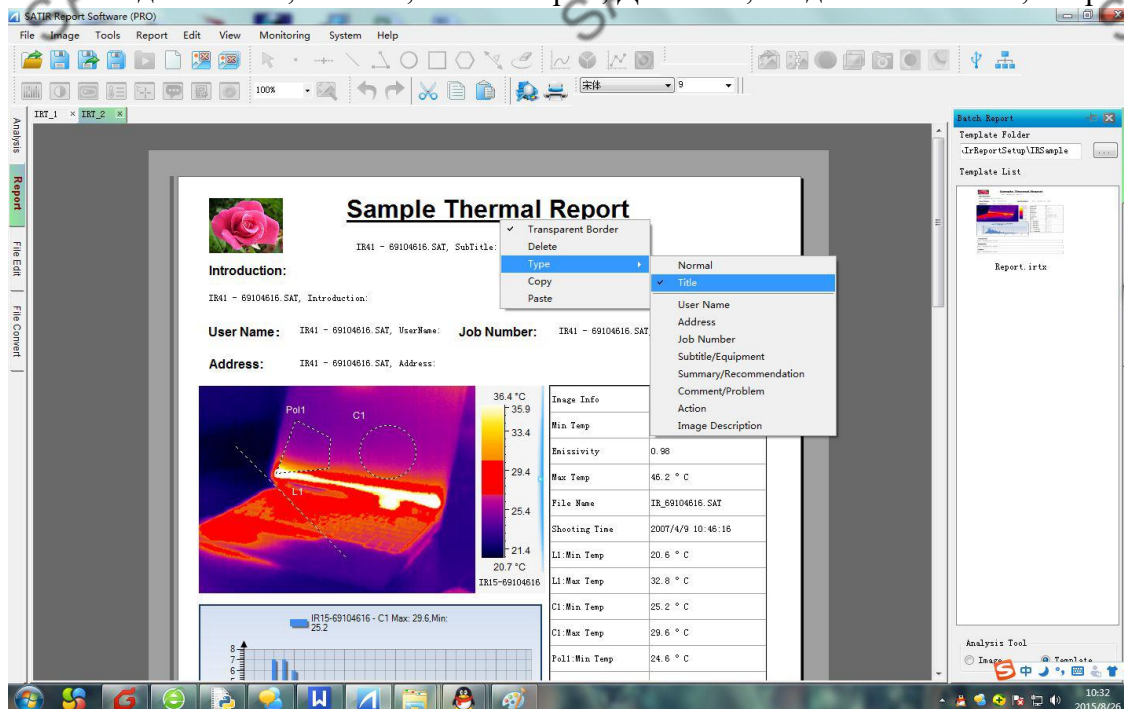 SATIR Report Software (PRO)
File Image Tools Report Edit View Monitoring System Help
100%
宋体 9
IRT_1 × IRT_2 ×
Analysis
Report
File Edit
File Convert
Sample Thermal Report
IR41 - 69104616.SAT, SubTitle:
Introduction:
IR41 - 69104616.SAT, Introduction:
User Name: IR41 - 69104616.SAT, UserName: Job Number: IR41 - 69104616.SAT
Address: IR41 - 69104616.SAT, Address:
Transparent Border
Delete
Type
Copy
Paste
Normal
Title
User Name
Address
Job Number
Subtitle/Equipment
Summary/Recommendation
Comment/Problem
Action
Image Description
Pol1
C1
L1
36.4 °C
35.9
33.4
29.4
25.4
21.4
20.7 °C
IR15-69104616
Image Info
Min Temp
Emissivity 0.98
Max Temp 46.2 ° C
File Name IR_69104616.SAT
Shooting Time 2007/4/9 10:46:16
L1:Min Temp 20.6 ° C
L1:Max Temp 32.8 ° C
C1:Min Temp 25.2 ° C
C1:Max Temp 29.6 ° C
Pol1:Min Temp 24.6 ° C
IR15-69104616 - C1 Max: 29.6,Min:
25.2
8
7
6
Batch Report
Template Folder
.IrReportSetup\IRSample ...
Template List
Report.irtx
Analysis Tool
Image Template
中
10:32
2015/8/26